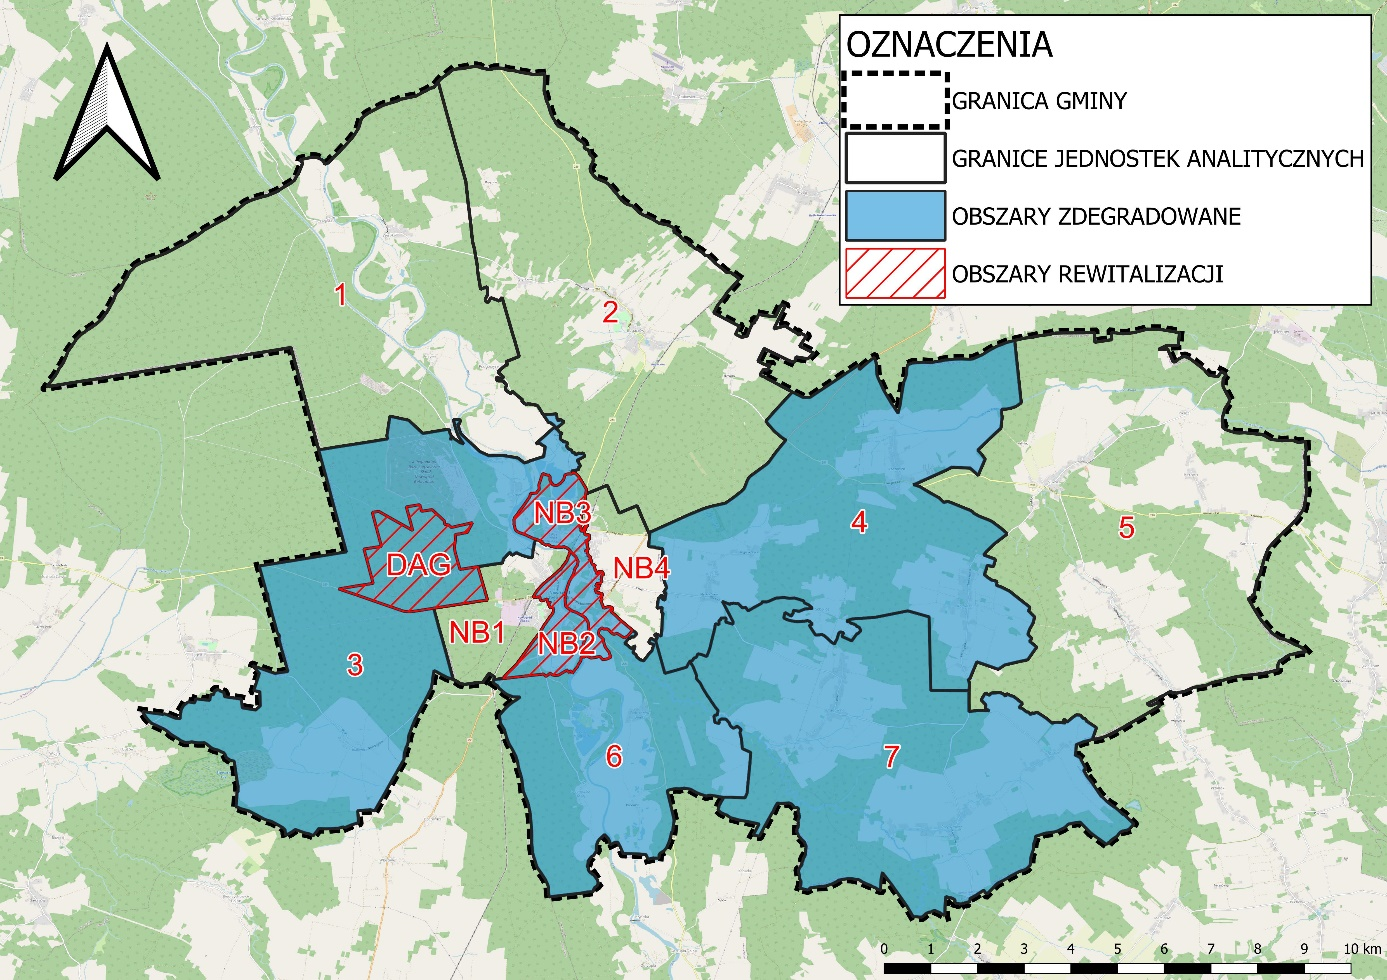 OZNACZENIA
GRANICA GMINY
GRANICE JEDNOSTEK ANALITYCZNYCH
OBSZARY ZDEGRADOWANE
OBSZARY REWITALIZACJI
1
2
NB3
4
5
DAG
NB4
NB1
NB2
3
6
7
0 1 2 3 4 5 6 7 8 9 10 km